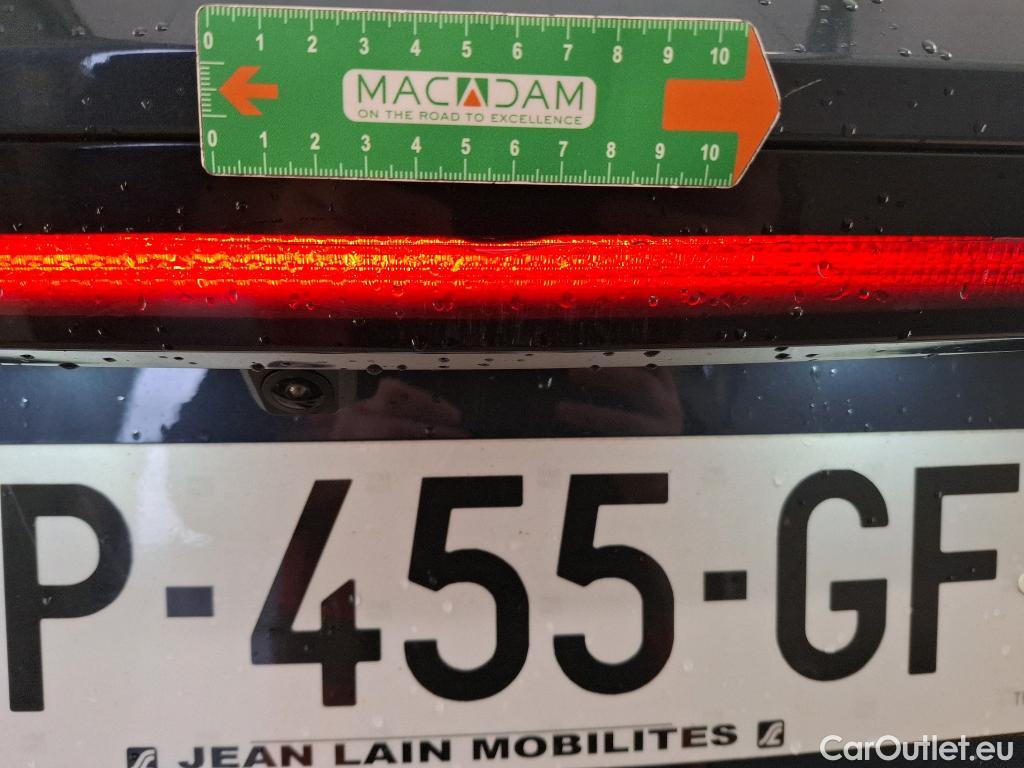 0 1 2 3 4 5 6 7 8 9 10
MACADAM
ON THE ROAD TO EXCELLENCE
0 1 2 3 4 5 6 7 8 9 10
P-455-GF
JEAN LAIN MOBILITES
CarOutlet.eu